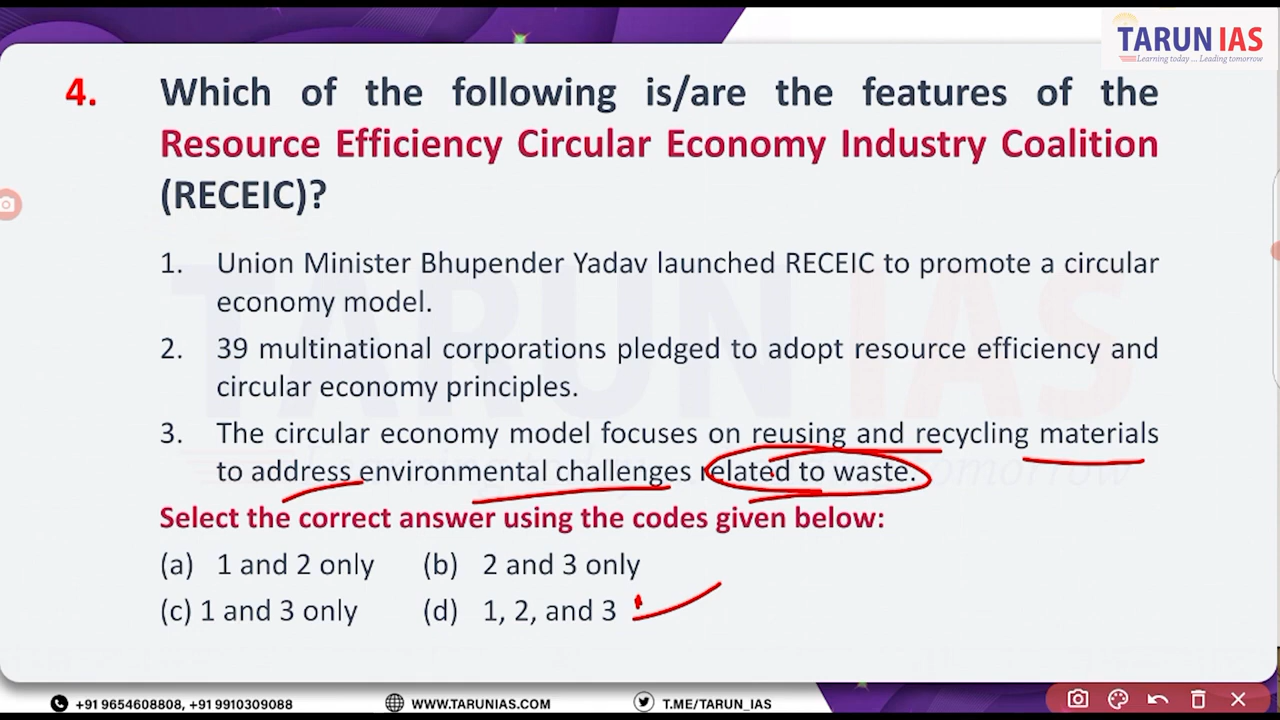 TARUN IAS
Learning today ... Leading tomorrow
4. Which of the following is/are the features of the
Resource Efficiency Circular Economy Industry Coalition
(RECEIC)?
1. Union Minister Bhupender Yadav launched RECEIC to promote a circular
economy model.
2. 39 multinational corporations pledged to adopt resource efficiency and
circular economy principles.
3. The circular economy model focuses on reusing and recycling materials
to address environmental challenges related to waste.
Select the correct answer using the codes given below:
(a) 1 and 2 only (b) 2 and 3 only
(c) 1 and 3 only (d) 1, 2, and 3
+91 9654608808, +91 9910309088 WWW.TARUNIAS.COM T.ME/TARUN_IAS